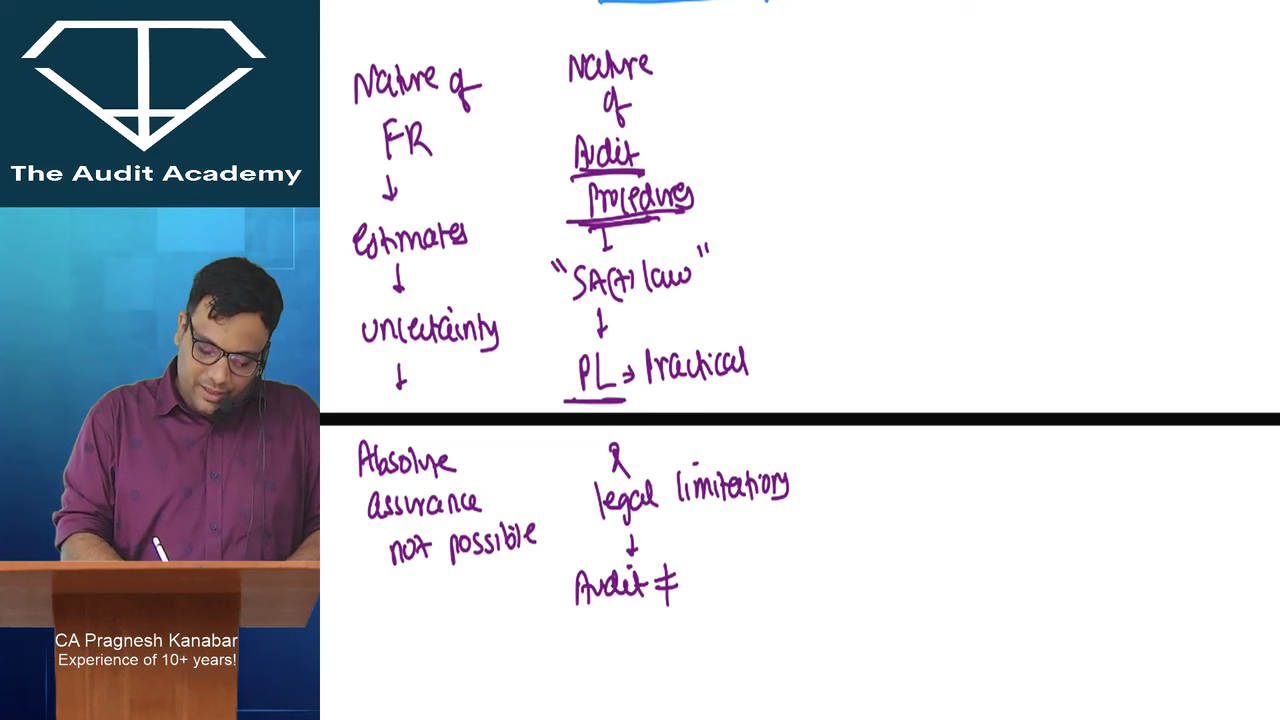 The Audit Academy
CA Pragnesh Kanabar
Experience of 10+ years!
Nature of
FR
↓
estimates
↓
uncertainty
↓
Absolute
assurance
not possible
Nature
of
Audit
Procedures
↓
"SA(+) law"
↓
PL → Practical
&
legal limitations
↓
Audit ≠